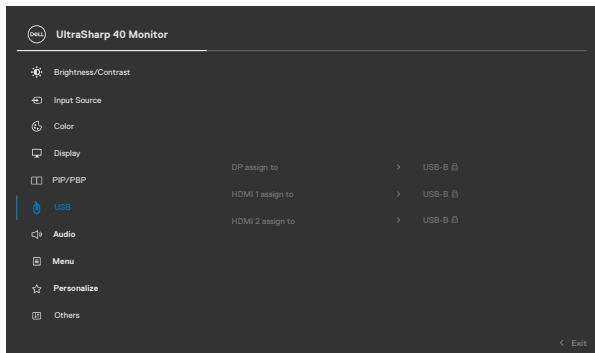 DELL UltraSharp 40 Monitor
Brightness/Contrast
Input Source
Color
Display
DP assign to > USB-B
PIP/PBP
HDMI 1 assign to > USB-B
USB
HDMI 2 assign to > USB-B
Audio
Menu
Personalize
Others
< Exit